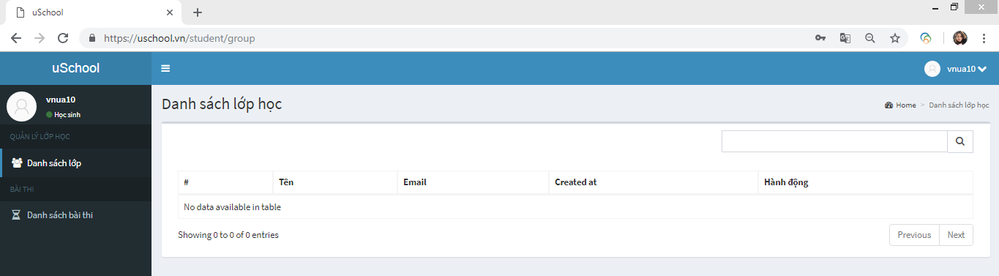 uSchool
https://uschool.vn/student/group
uSchool
vnua10
vnua10
Học sinh
QUẢN LÝ LỚP HỌC
Danh sách lớp
BÀI THI
Danh sách bài thi
Danh sách lớp học
Home > Danh sách lớp học
# Tên Email Created at Hành động
No data available in table
Showing 0 to 0 of 0 entries
Previous Next